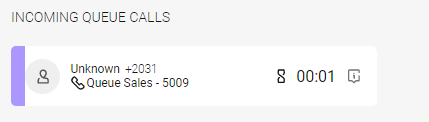 INCOMING QUEUE CALLS
Unknown +2031
Queue Sales - 5009
00:01